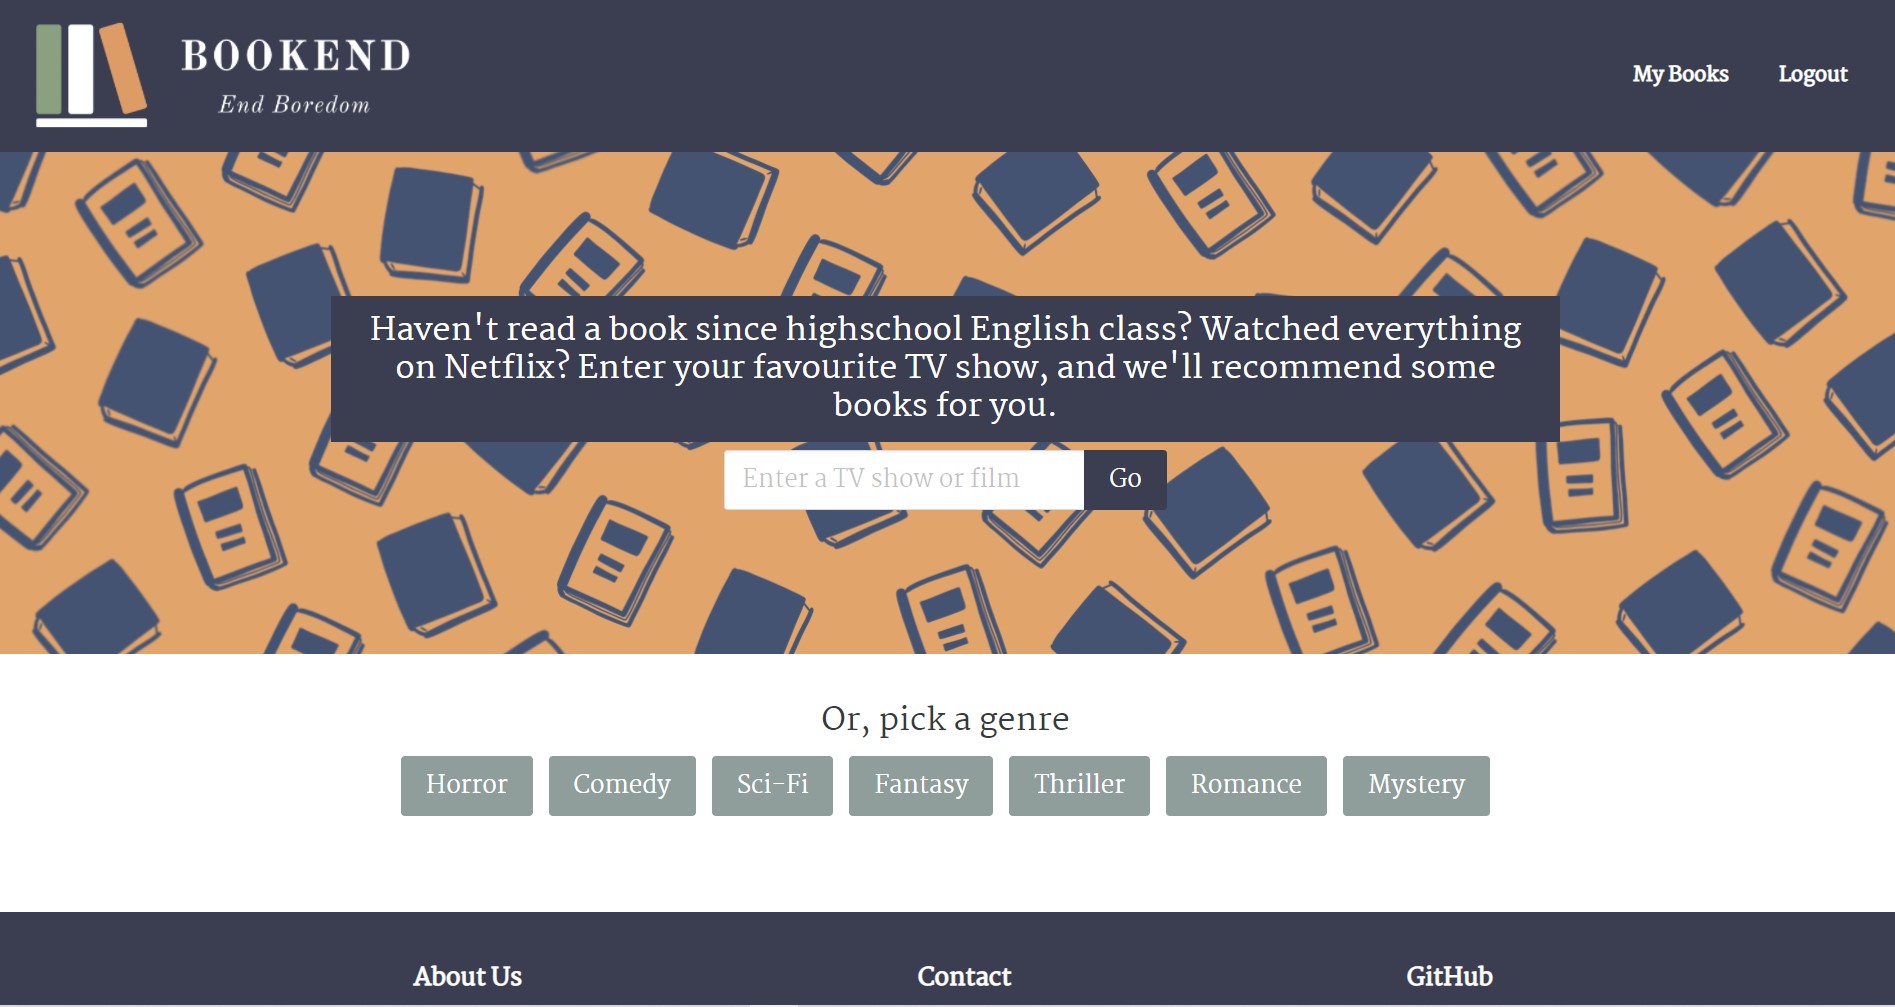 BOOKEND
End Boredom
My Books
Logout
Haven't read a book since highschool English class? Watched everything
on Netflix? Enter your favourite TV show, and we'll recommend some
books for you.
Enter a TV show or film
Go
Or, pick a genre
Horror
Comedy
Sci-Fi
Fantasy
Thriller
Romance
Mystery
About Us
Contact
GitHub